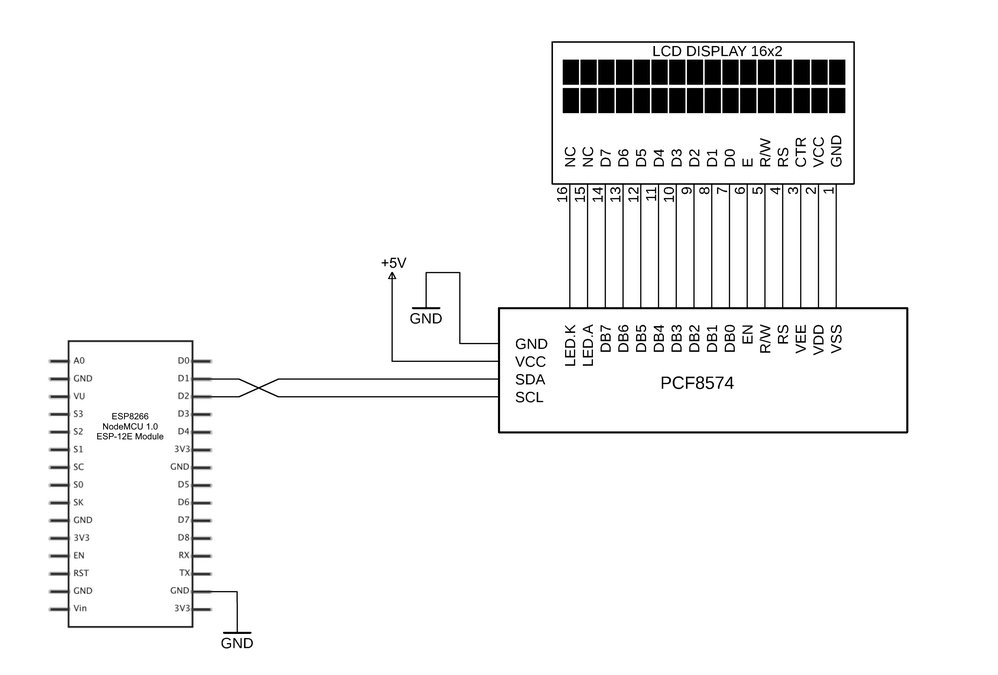 LCD DISPLAY 16x2
NC NC D7 D6 D5 D4 D3 D2 D1 D0 E R/W RS CTR VCC GND
16 15 14 13 12 11 10 9 8 7 6 5 4 3 2 1
+5V
GND
LED.K LED.A DB7 DB6 DB5 DB4 DB3 DB2 DB1 DB0 EN R/W RS VEE VDD VSS
GND
VCC
SDA
SCL
PCF8574
A0 D0
GND D1
VU D2
S3 D3
S2 D4
S1 3V3
SC GND
S0 D5
SK D6
GND D7
3V3 D8
EN RX
RST TX
GND GND
Vin 3V3
ESP8266
NodeMCU 1.0
ESP-12E Module
GND